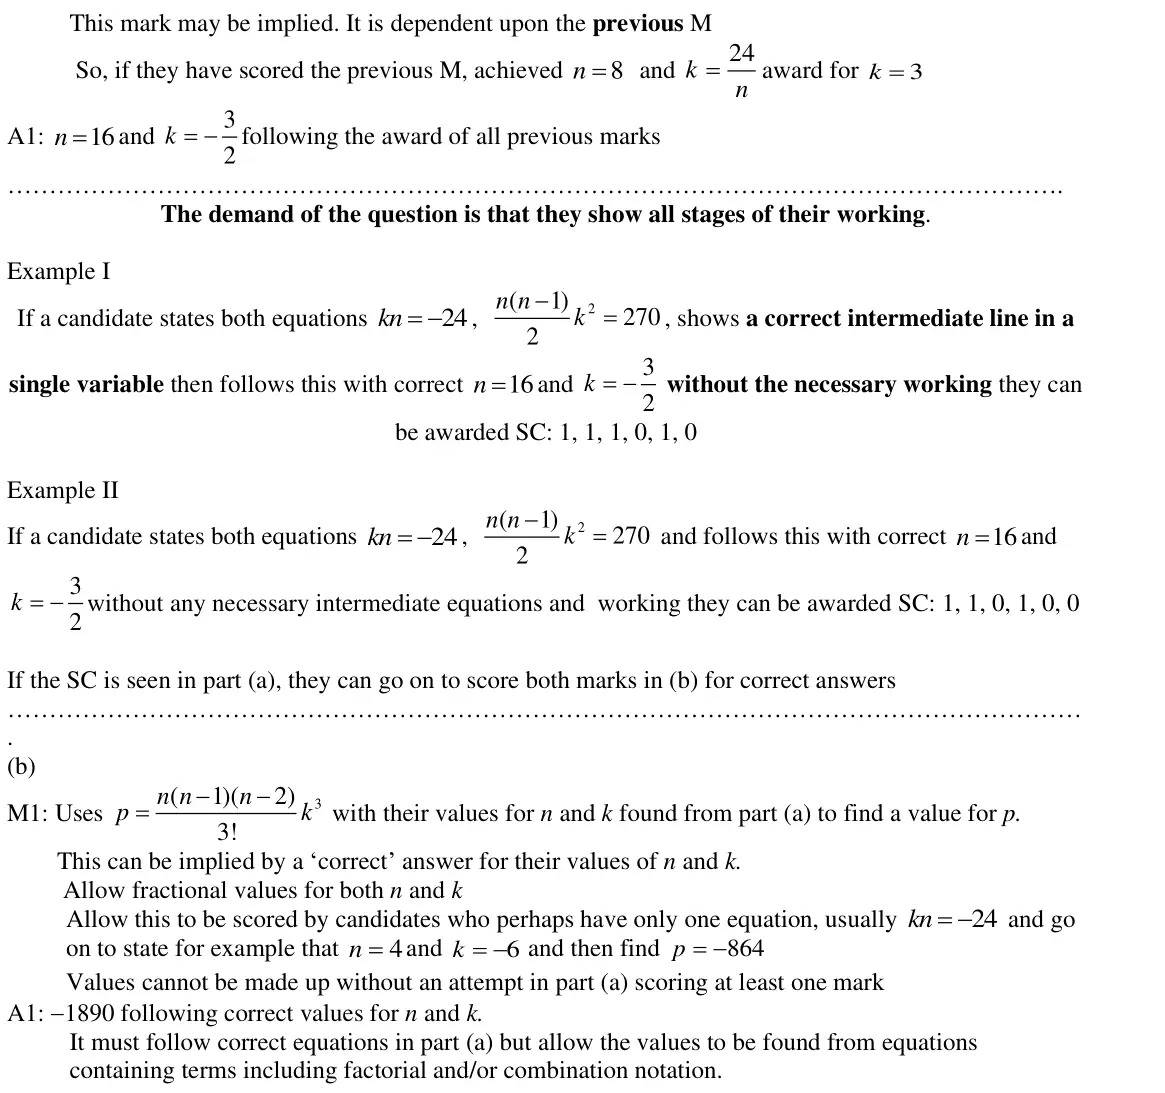 This mark may be implied. It is dependent upon the previous M
So, if they have scored the previous M, achieved n = 8 and k = 24/n award for k = 3
A1: n = 16 and k = −3/2 following the award of all previous marks
…………………………………………………………………………………………………………….
The demand of the question is that they show all stages of their working.
Example I
If a candidate states both equations kn = −24, n(n−1)/2 k² = 270, shows a correct intermediate line in a
single variable then follows this with correct n = 16 and k = −3/2 without the necessary working they can
be awarded SC: 1, 1, 1, 0, 1, 0
Example II
If a candidate states both equations kn = −24, n(n−1)/2 k² = 270 and follows this with correct n = 16 and
k = −3/2 without any necessary intermediate equations and working they can be awarded SC: 1, 1, 0, 1, 0, 0
If the SC is seen in part (a), they can go on to score both marks in (b) for correct answers
………………………………………………………………………………………………………………
.
(b)
M1: Uses p = n(n−1)(n−2)/3! k³ with their values for n and k found from part (a) to find a value for p.
This can be implied by a ‘correct’ answer for their values of n and k.
Allow fractional values for both n and k
Allow this to be scored by candidates who perhaps have only one equation, usually kn = −24 and go
on to state for example that n = 4 and k = −6 and then find p = −864
Values cannot be made up without an attempt in part (a) scoring at least one mark
A1: −1890 following correct values for n and k.
It must follow correct equations in part (a) but allow the values to be found from equations
containing terms including factorial and/or combination notation.